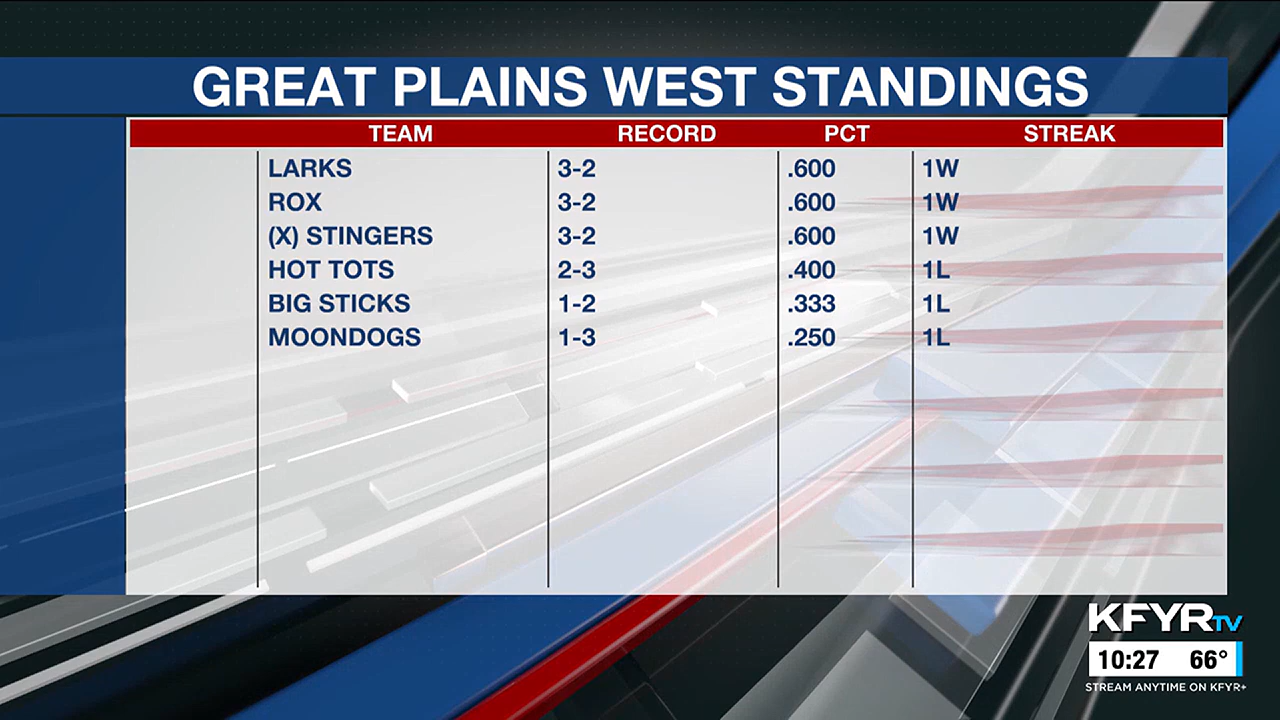 GREAT PLAINS WEST STANDINGS
TEAM RECORD PCT STREAK
LARKS 3-2 .600 1W
ROX 3-2 .600 1W
(X) STINGERS 3-2 .600 1W
HOT TOTS 2-3 .400 1L
BIG STICKS 1-2 .333 1L
MOONDOGS 1-3 .250 1L
KFYR TV
10:27 66°
STREAM ANYTIME ON KFYR+